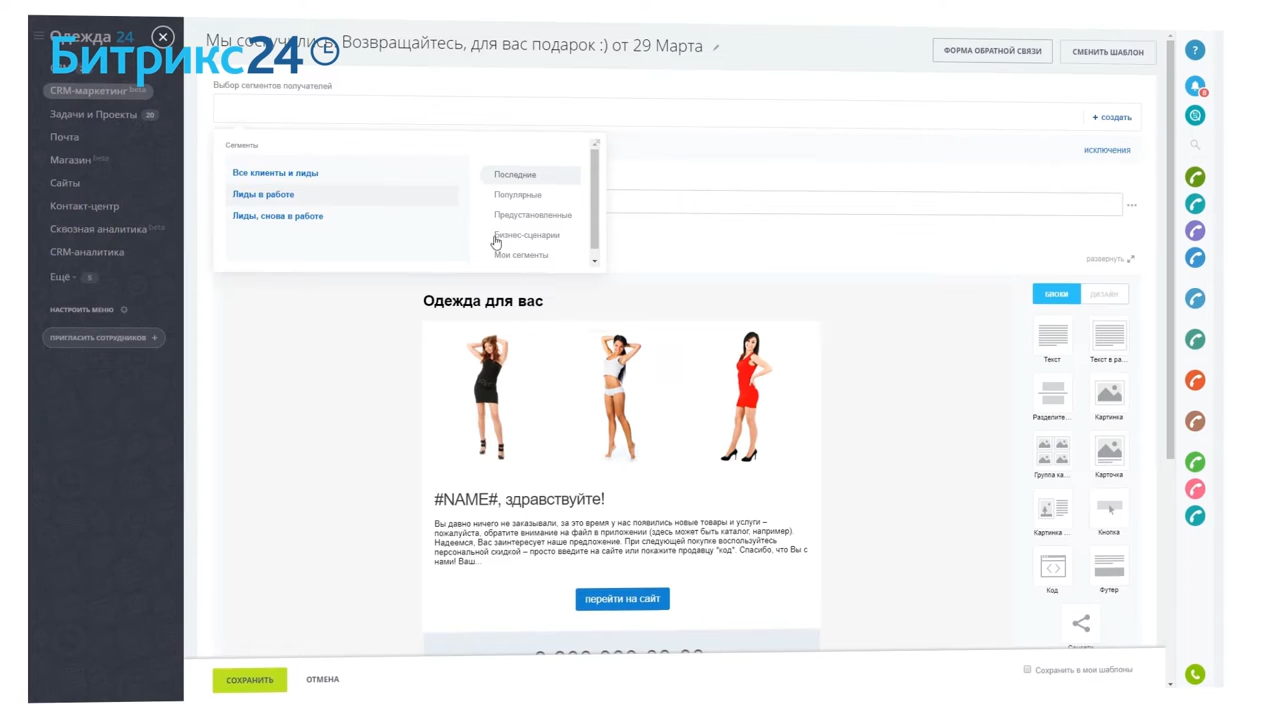 Одежда 24
Битрикс24
Мы соскучились. Возвращайтесь, для вас подарок :) от 29 Марта
ФОРМА ОБРАТНОЙ СВЯЗИ
СМЕНИТЬ ШАБЛОН
CRM-маркетинг beta
Задачи и Проекты 20
Почта
Магазин beta
Сайты
Контакт-центр
Сквозная аналитика beta
CRM-аналитика
Ещё - 5
НАСТРОИТЬ МЕНЮ
ПРИГЛАСИТЬ СОТРУДНИКОВ +
Выбор сегментов получателей
+ создать
исключения
Сегменты
Все клиенты и лиды
Лиды в работе
Лиды, снова в работе
Последние
Популярные
Предустановленные
Бизнес-сценарии
Мои сегменты
развернуть
Одежда для вас
#NAME#, здравствуйте!
Вы давно ничего не заказывали, за это время у нас появились новые товары и услуги –
пожалуйста, обратите внимание на файл в приложении (здесь может быть каталог, например).
Надеемся, Вас заинтересует наше предложение. При следующей покупке воспользуйтесь
персональной скидкой – просто введите на сайте или покажите продавцу "код". Спасибо, что Вы с
нами! Ваш...
перейти на сайт
БЛОКИ
ДИЗАЙН
Текст
Текст в ра...
Разделите...
Картинка
Группа ка...
Карточка
Картинка ...
Кнопка
Код
Футер
СОХРАНИТЬ
ОТМЕНА
Сохранить в мои шаблоны
?
8